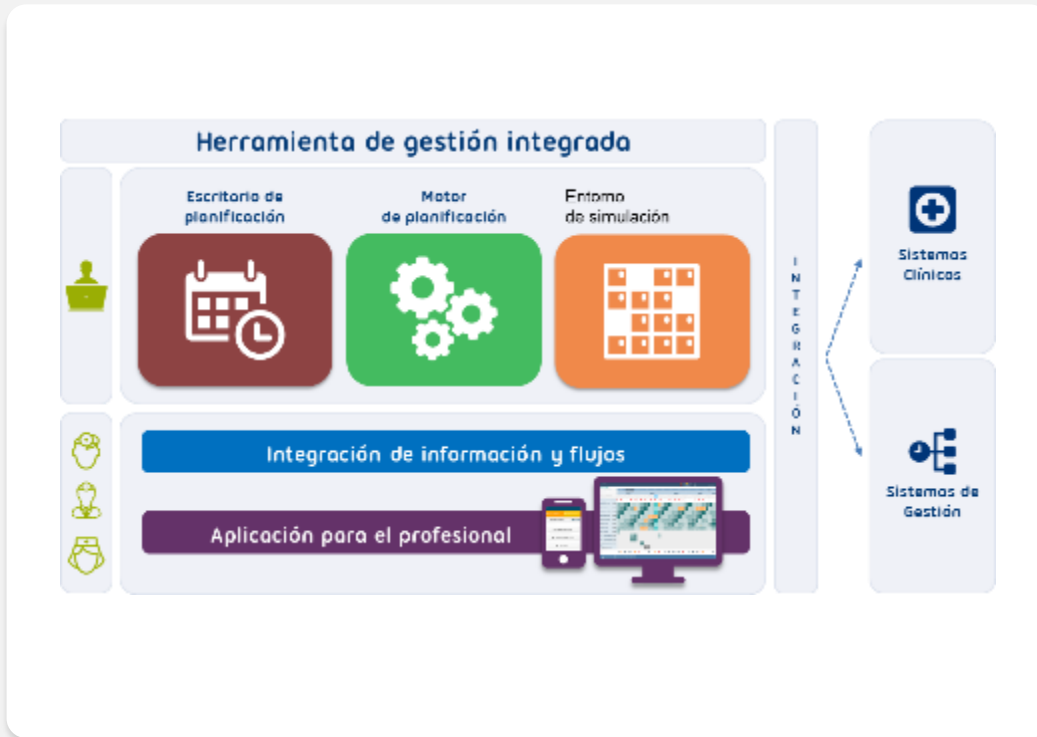 Herramienta de gestión integrada
Escritorio de
planificación
Motor
de planificación
Entorno
de simulación
Integración de información y flujos
Aplicación para el profesional
INTEGRACIÓN
Sistemas
Clínicos
Sistemas de
Gestión